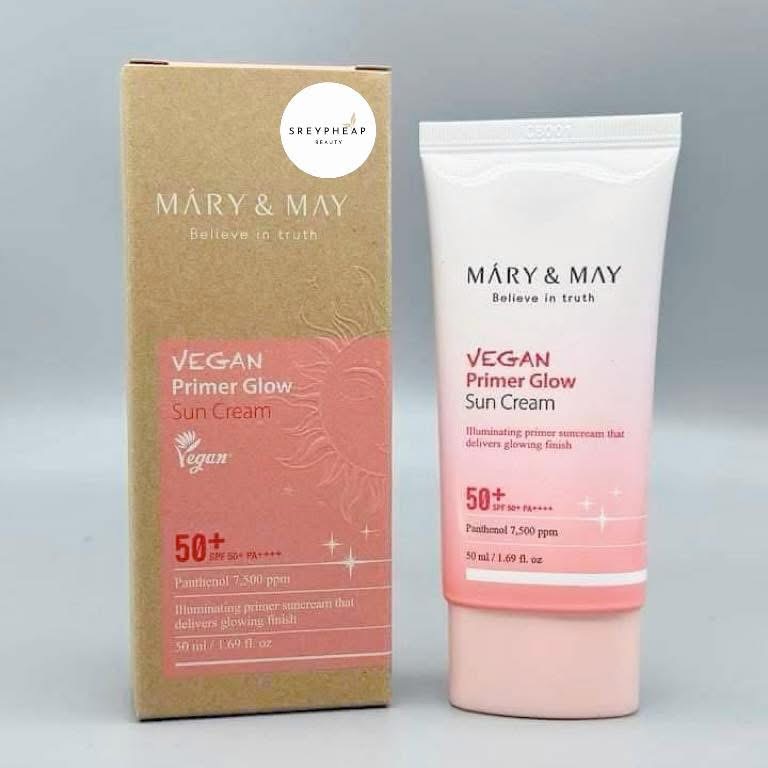 SREYPHEAP
BEAUTY
MÁRY & MAY
Believe in truth
VEGAN
Primer Glow
Sun Cream
Vegan
50+
SPF 50+ PA++++
Panthenol 7,500 ppm
Illuminating primer suncream that
delivers glowing finish
50 ml / 1.69 fl. oz
MÁRY & MAY
Believe in truth
VEGAN
Primer Glow
Sun Cream
Illuminating primer suncream that
delivers glowing finish
50+
SPF 50+ PA++++
Panthenol 7,500 ppm
50 ml / 1.69 fl. oz